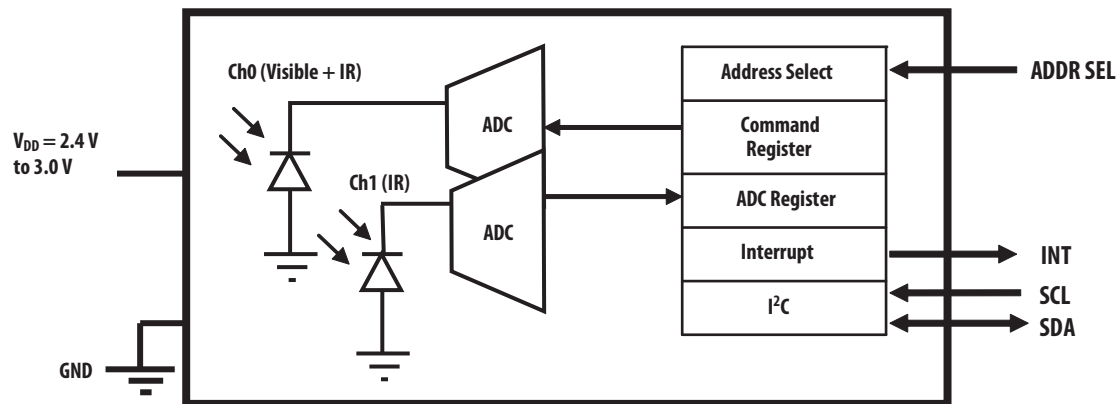 Ch0 (Visible + IR)
Address Select
ADDR SEL
ADC
Command
Register
V_DD = 2.4 V
to 3.0 V
Ch1 (IR)
ADC Register
ADC
Interrupt
INT
SCL
I²C
SDA
GND